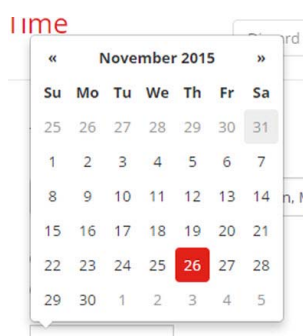 Time
« November 2015 »
Su Mo Tu We Th Fr Sa
25 26 27 28 29 30 31
1 2 3 4 5 6 7
8 9 10 11 12 13 14
15 16 17 18 19 20 21
22 23 24 25 26 27 28
29 30 1 2 3 4 5